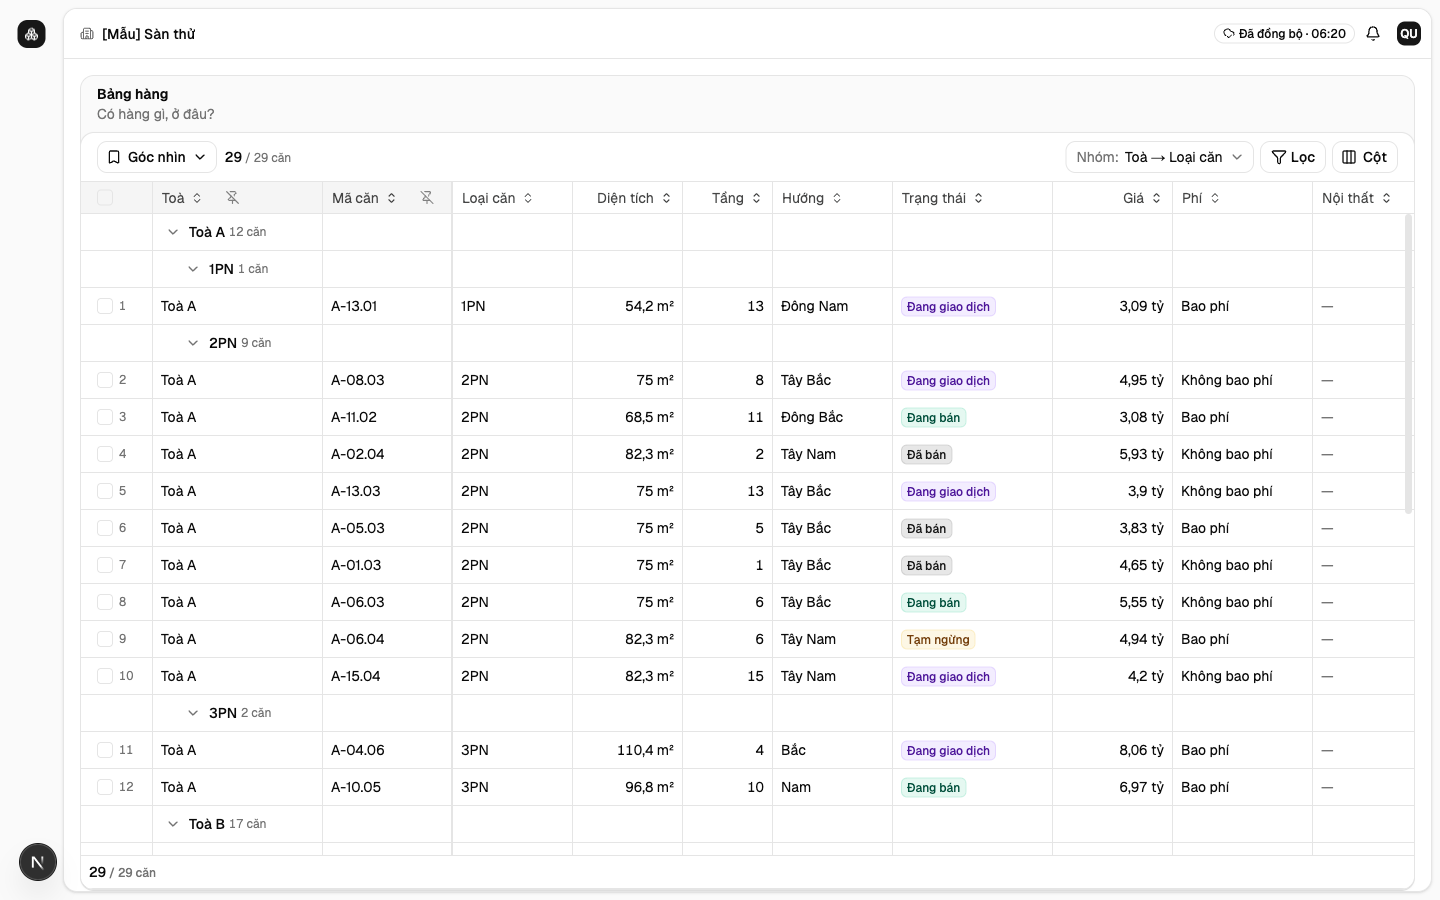 [Mẫu] Sàn thử
Đã đồng bộ · 06:20
QU
Bảng hàng
Có hàng gì, ở đâu?
Góc nhìn
29 / 29 căn
Nhóm: Toà → Loại căn
Lọc
Cột
Toà Mã căn Loại căn Diện tích Tầng Hướng Trạng thái Giá Phí Nội thất
Toà A 12 căn
1PN 1 căn
1 Toà A A-13.01 1PN 54,2 m² 13 Đông Nam Đang giao dịch 3,09 tỷ Bao phí —
2PN 9 căn
2 Toà A A-08.03 2PN 75 m² 8 Tây Bắc Đang giao dịch 4,95 tỷ Không bao phí —
3 Toà A A-11.02 2PN 68,5 m² 11 Đông Bắc Đang bán 3,08 tỷ Bao phí —
4 Toà A A-02.04 2PN 82,3 m² 2 Tây Nam Đã bán 5,93 tỷ Không bao phí —
5 Toà A A-13.03 2PN 75 m² 13 Tây Bắc Đang giao dịch 3,9 tỷ Không bao phí —
6 Toà A A-05.03 2PN 75 m² 5 Tây Bắc Đã bán 3,83 tỷ Bao phí —
7 Toà A A-01.03 2PN 75 m² 1 Tây Bắc Đã bán 4,65 tỷ Không bao phí —
8 Toà A A-06.03 2PN 75 m² 6 Tây Bắc Đang bán 5,55 tỷ Không bao phí —
9 Toà A A-06.04 2PN 82,3 m² 6 Tây Nam Tạm ngừng 4,94 tỷ Bao phí —
10 Toà A A-15.04 2PN 82,3 m² 15 Tây Nam Đang giao dịch 4,2 tỷ Không bao phí —
3PN 2 căn
11 Toà A A-04.06 3PN 110,4 m² 4 Bắc Đang giao dịch 8,06 tỷ Bao phí —
12 Toà A A-10.05 3PN 96,8 m² 10 Nam Đang bán 6,97 tỷ Bao phí —
Toà B 17 căn
N
29 / 29 căn